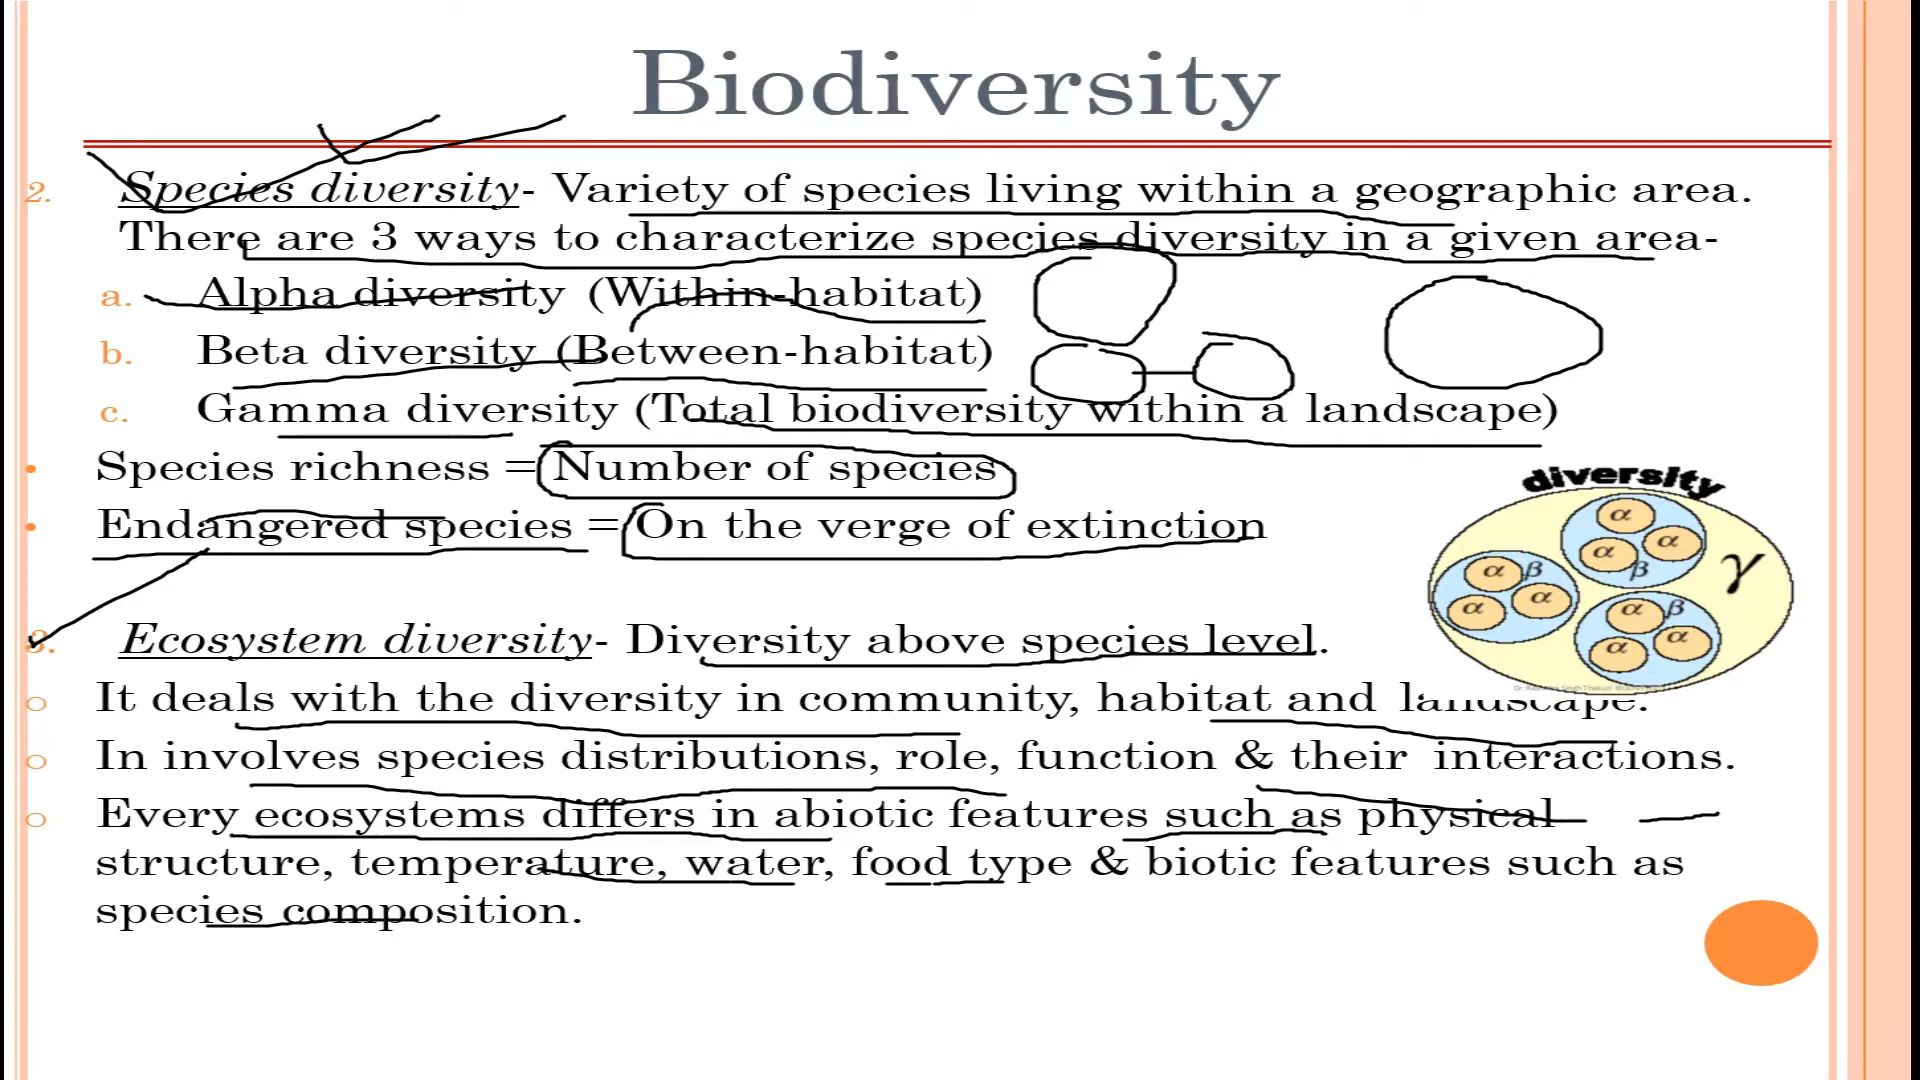 Biodiversity
2. Species diversity- Variety of species living within a geographic area.
There are 3 ways to characterize species diversity in a given area-
a. Alpha diversity (Within-habitat)
b. Beta diversity (Between-habitat)
c. Gamma diversity (Total biodiversity within a landscape)
• Species richness = Number of species
• Endangered species = On the verge of extinction
diversity
α
α α
β
γ
α β
α α
α β
α α
3. Ecosystem diversity- Diversity above species level.
It deals with the diversity in community, habitat and landscape.
In involves species distributions, role, function & their interactions.
Every ecosystems differs in abiotic features such as physical
structure, temperature, water, food type & biotic features such as
species composition.